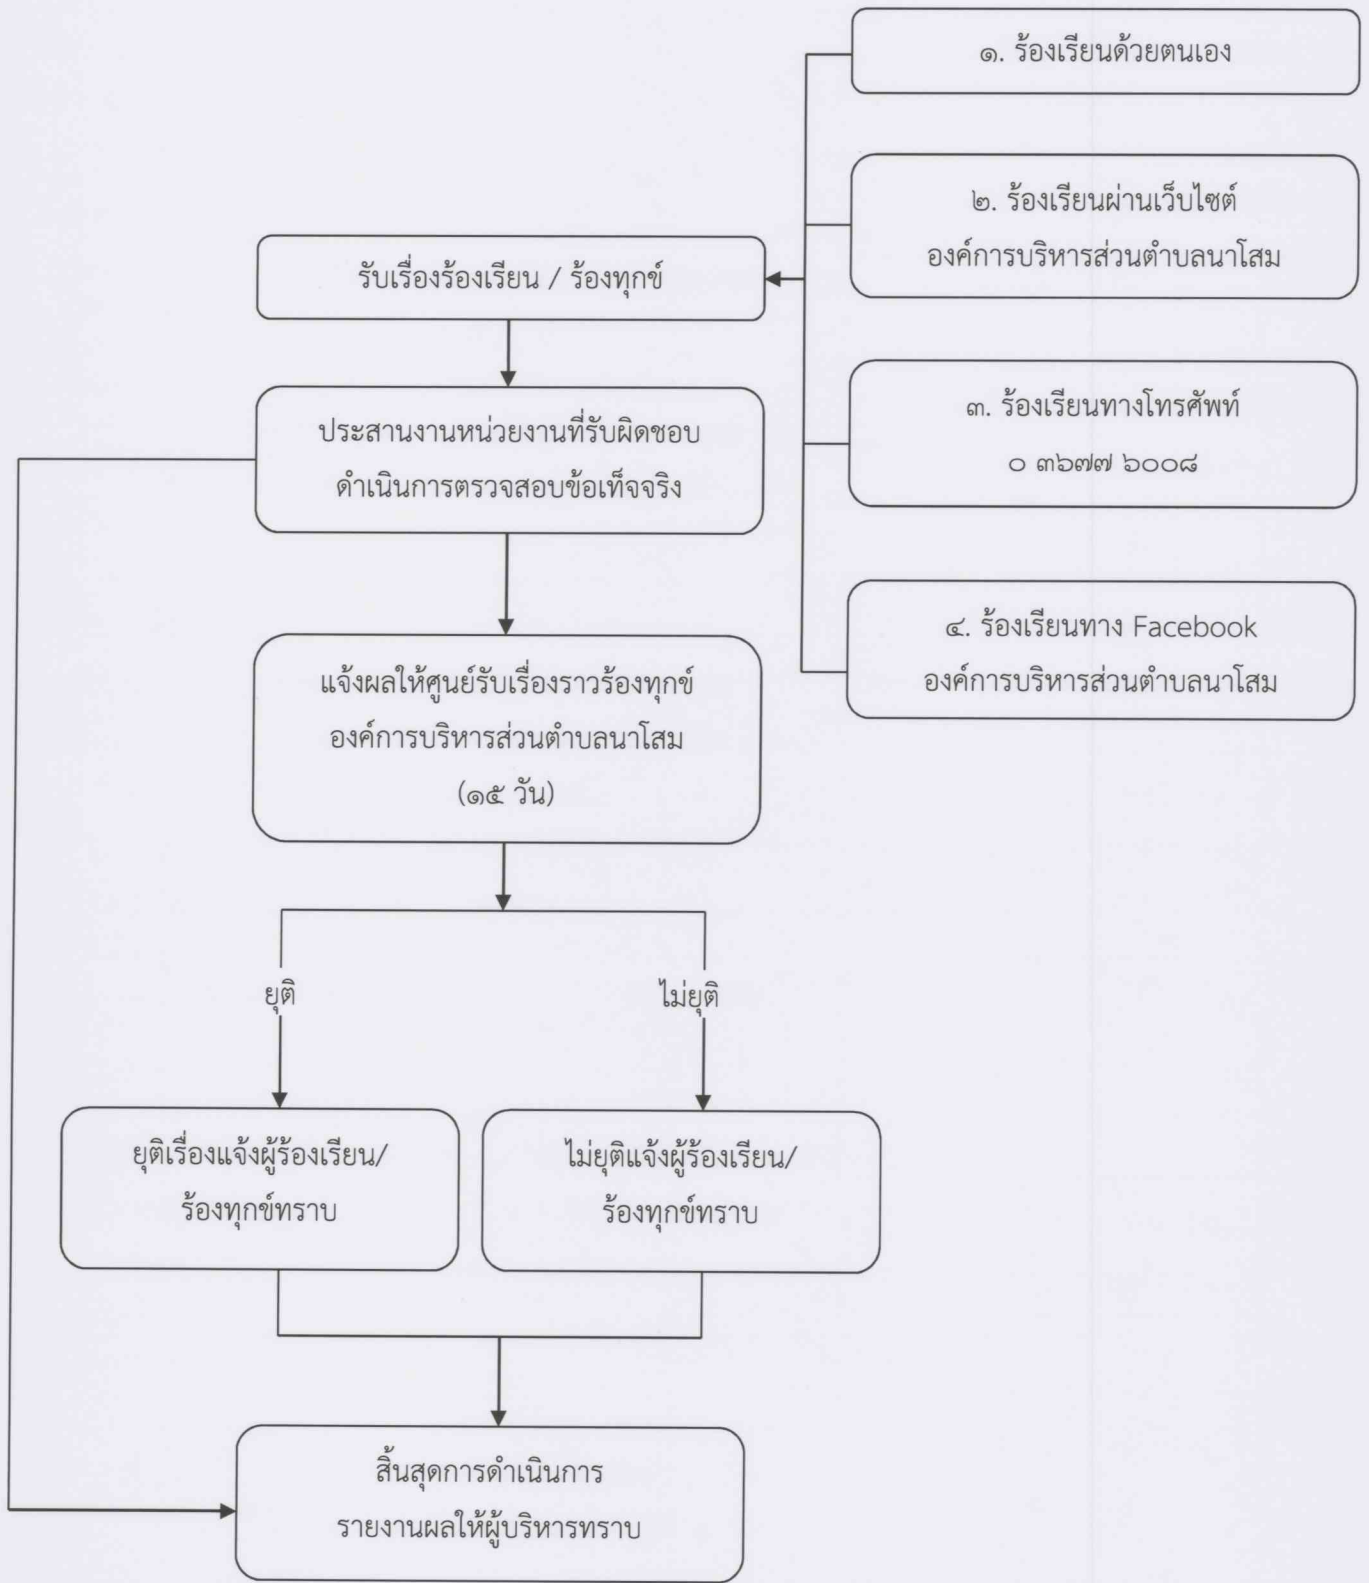 ๑. ร้องเรียนด้วยตนเอง
๒. ร้องเรียนผ่านเว็บไซต์
องค์การบริหารส่วนตำบลนาโสม
รับเรื่องร้องเรียน / ร้องทุกข์
๓. ร้องเรียนทางโทรศัพท์
๐ ๓๖๗๗ ๖๐๐๘
ประสานงานหน่วยงานที่รับผิดชอบ
ดำเนินการตรวจสอบข้อเท็จจริง
๔. ร้องเรียนทาง Facebook
องค์การบริหารส่วนตำบลนาโสม
แจ้งผลให้ศูนย์รับเรื่องราวร้องทุกข์
องค์การบริหารส่วนตำบลนาโสม
(๑๕ วัน)
ยุติ
ไม่ยุติ
ยุติเรื่องแจ้งผู้ร้องเรียน/
ร้องทุกข์ทราบ
ไม่ยุติแจ้งผู้ร้องเรียน/
ร้องทุกข์ทราบ
สิ้นสุดการดำเนินการ
รายงานผลให้ผู้บริหารทราบ